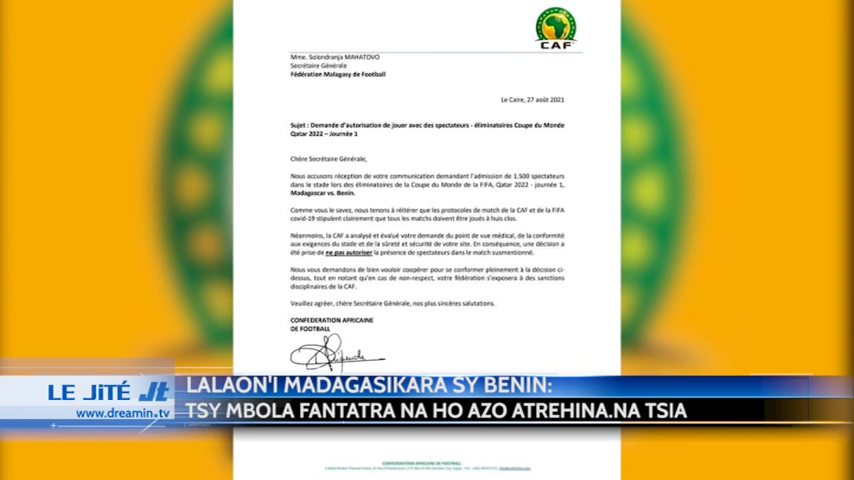 CAF
Mme. Solondranja MAHATOVO
Secrétaire Générale
Fédération Malagasy de Football
Le Caire, 27 août 2021
Sujet : Demande d'autorisation de jouer avec des spectateurs - éliminatoires Coupe du Monde
Qatar 2022 – Journée 1
Chère Secrétaire Générale,
Nous accusons réception de votre communication demandant l'admission de 1.500 spectateurs
dans le stade lors des éliminatoires de la Coupe du Monde de la FIFA, Qatar 2022 - journée 1,
Madagascar vs. Benin.
Comme vous le savez, nous tenons à réitérer que les protocoles de match de la CAF et de la FIFA
covid-19 stipulent clairement que tous les matchs doivent être joués à huis clos.
Néanmoins, la CAF a analysé et évalué votre demande du point de vue médical, de la conformité
aux exigences du stade et de la sûreté et sécurité de votre site. En conséquence, une décision a
été prise de ne pas autoriser la présence de spectateurs dans le match susmentionné.
Nous vous demandons de bien vouloir coopérer pour se conformer pleinement à la décision ci-
dessus, tout en notant qu'en cas de non-respect, votre fédération s'exposera à des sanctions
disciplinaires de la CAF.
Veuillez agréer, chère Secrétaire Générale, nos plus sincères salutations.
CONFEDERATION AFRICAINE
DE FOOTBALL
LE JiTÉ Jt
www.dreamin.tv
LALAON'I MADAGASIKARA SY BENIN:
TSY MBOLA FANTATRA NA HO AZO ATREHINA.NA TSIA
CONFEDERATION AFRICAINE DE FOOTBALL